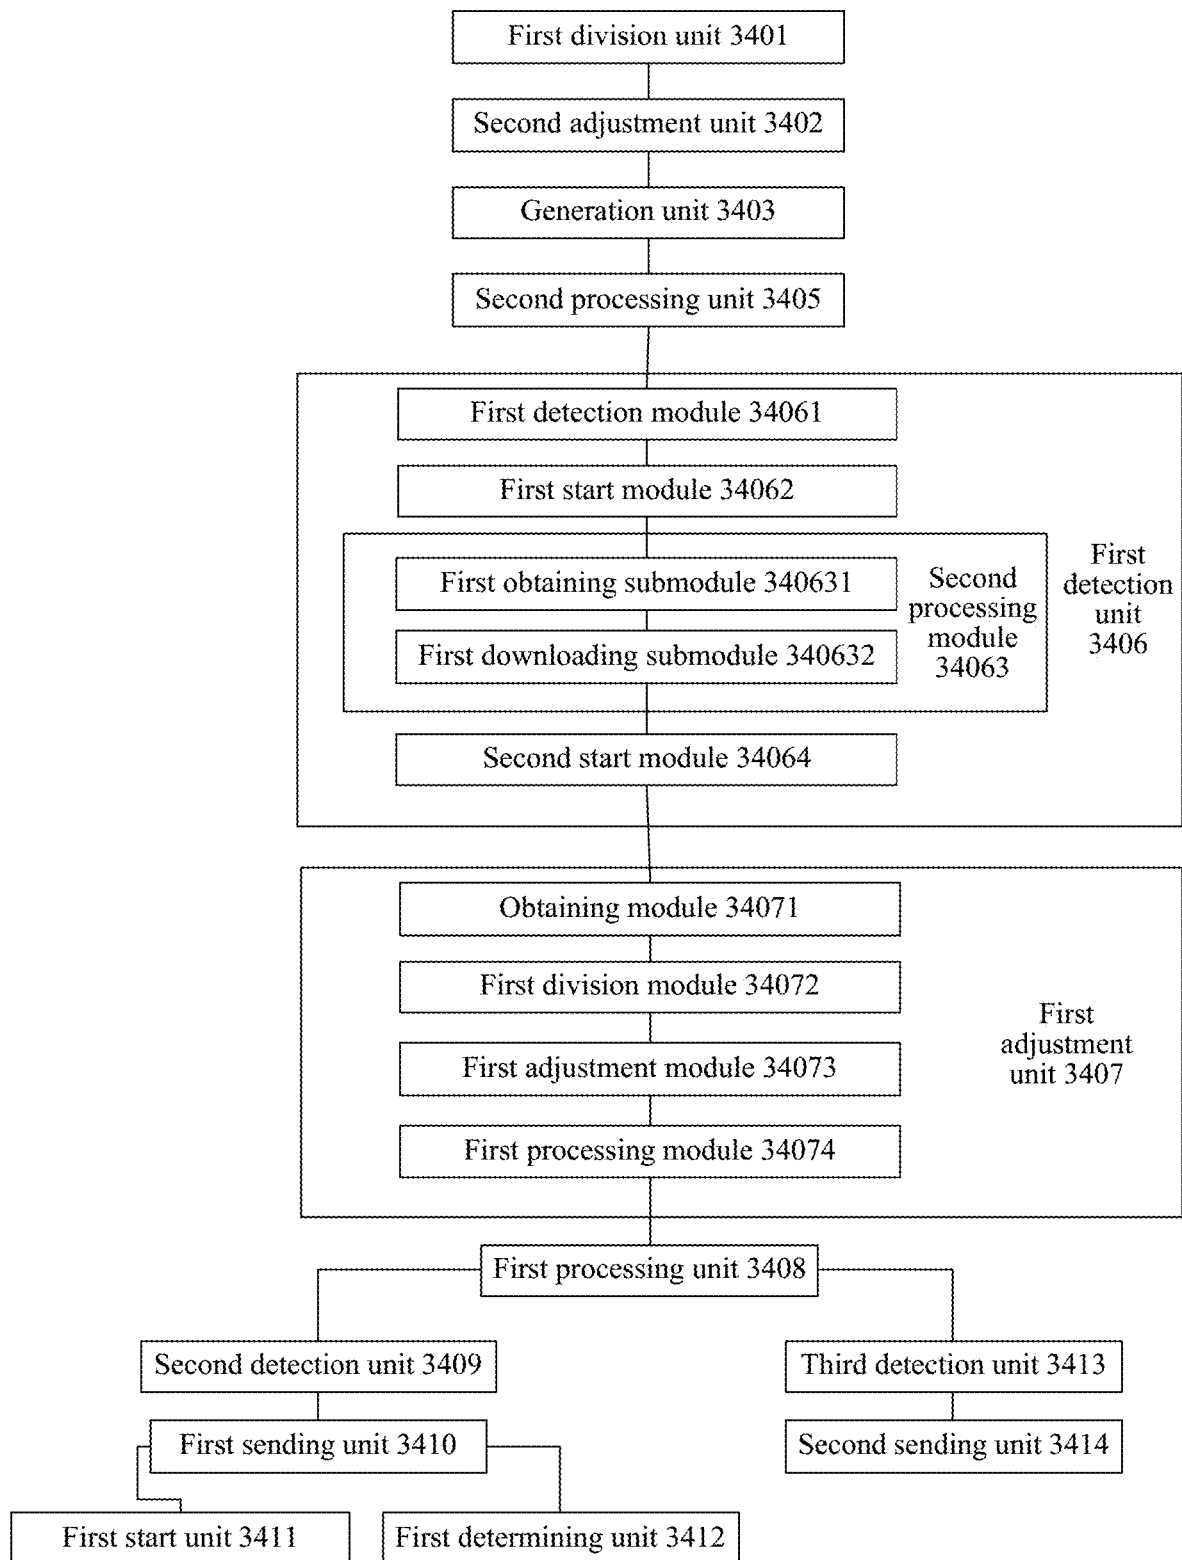 First division unit 3401
Second adjustment unit 3402
Generation unit 3403
Second processing unit 3405
First detection module 34061
First start module 34062
First obtaining submodule 340631
First downloading submodule 340632
Second
processing
module
34063
First
detection
unit
3406
Second start module 34064
Obtaining module 34071
First division module 34072
First adjustment module 34073
First processing module 34074
First
adjustment
unit 3407
First processing unit 3408
Second detection unit 3409
Third detection unit 3413
First sending unit 3410
Second sending unit 3414
First start unit 3411
First determining unit 3412